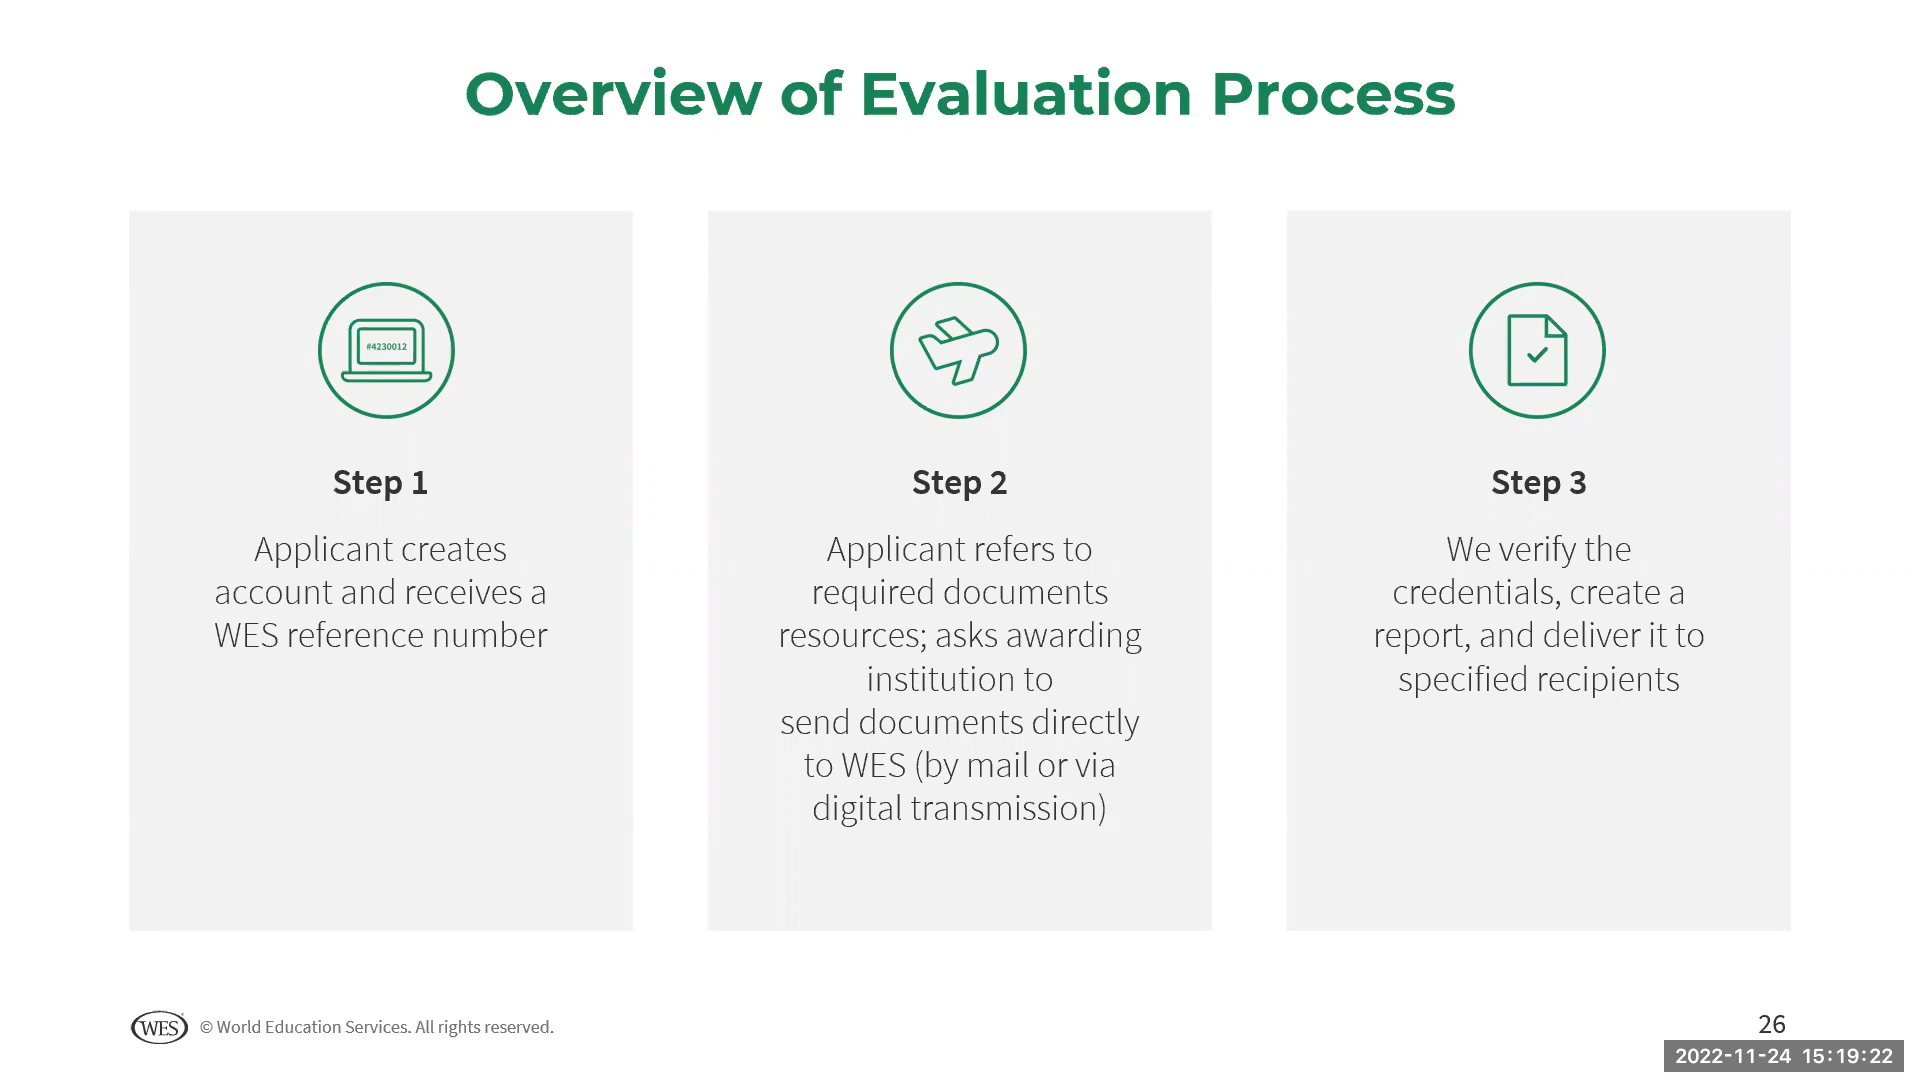 Overview of Evaluation Process
#4230012
Step 1
Applicant creates
account and receives a
WES reference number
Step 2
Applicant refers to
required documents
resources; asks awarding
institution to
send documents directly
to WES (by mail or via
digital transmission)
Step 3
We verify the
credentials, create a
report, and deliver it to
specified recipients
WES
© World Education Services. All rights reserved.
26
2022-11-24 15:19:22